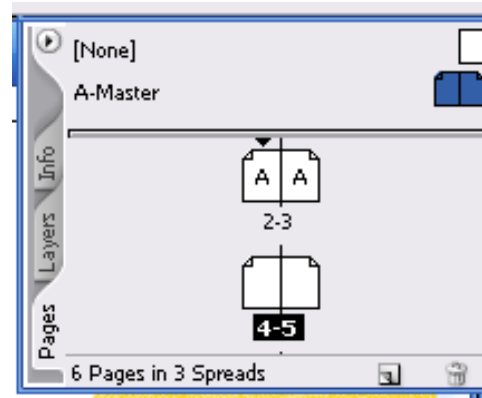 [None]
A-Master
Info
Layers
Pages
A A
2-3
4-5
6 Pages in 3 Spreads